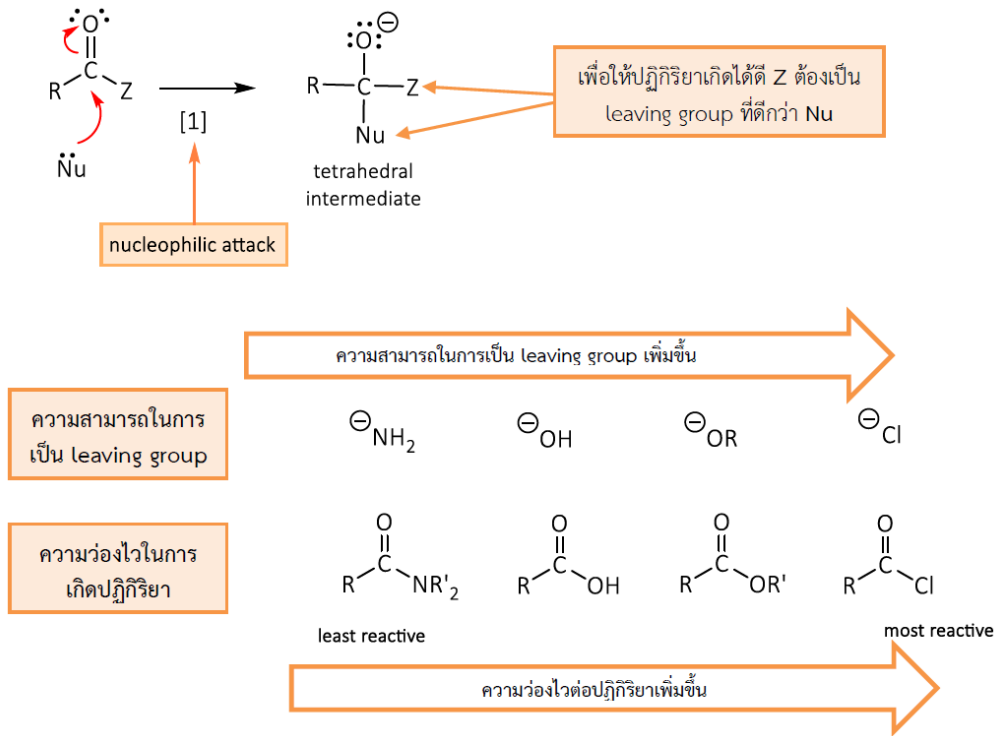 O⊖
O
C
R
Z
R
C
Z
[1]
Nu
Nu
เพื่อให้ปฏิกิริยาเกิดได้ดี Z ต้องเป็น
leaving group ที่ดีกว่า Nu
tetrahedral
intermediate
nucleophilic attack
ความสามารถในการเป็น leaving group เพิ่มขึ้น
ความสามารถในการ
เป็น leaving group
⊖NH₂
⊖OH
⊖OR
⊖Cl
ความว่องไวในการ
เกิดปฏิกิริยา
O
C
R
NR'₂
O
C
R
OH
O
C
R
OR'
O
C
R
Cl
least reactive
most reactive
ความว่องไวต่อปฏิกิริยาเพิ่มขึ้น